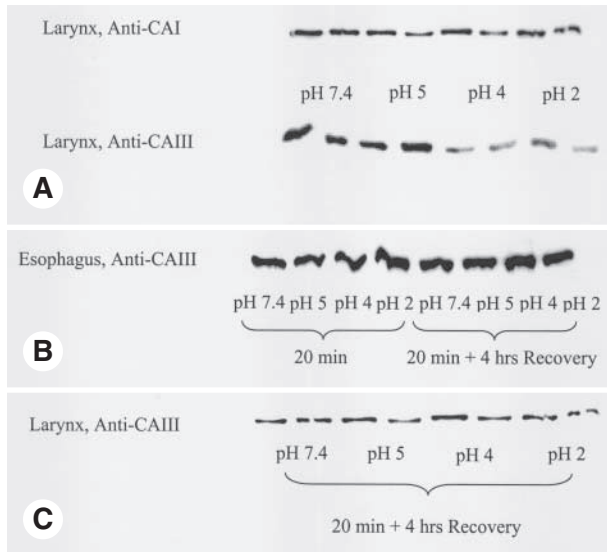 Larynx, Anti-CAI
pH 7.4 pH 5 pH 4 pH 2
Larynx, Anti-CAIII
A
Esophagus, Anti-CAIII
pH 7.4 pH 5 pH 4 pH 2 pH 7.4 pH 5 pH 4 pH 2
B
20 min 20 min + 4 hrs Recovery
Larynx, Anti-CAIII
pH 7.4 pH 5 pH 4 pH 2
C
20 min + 4 hrs Recovery